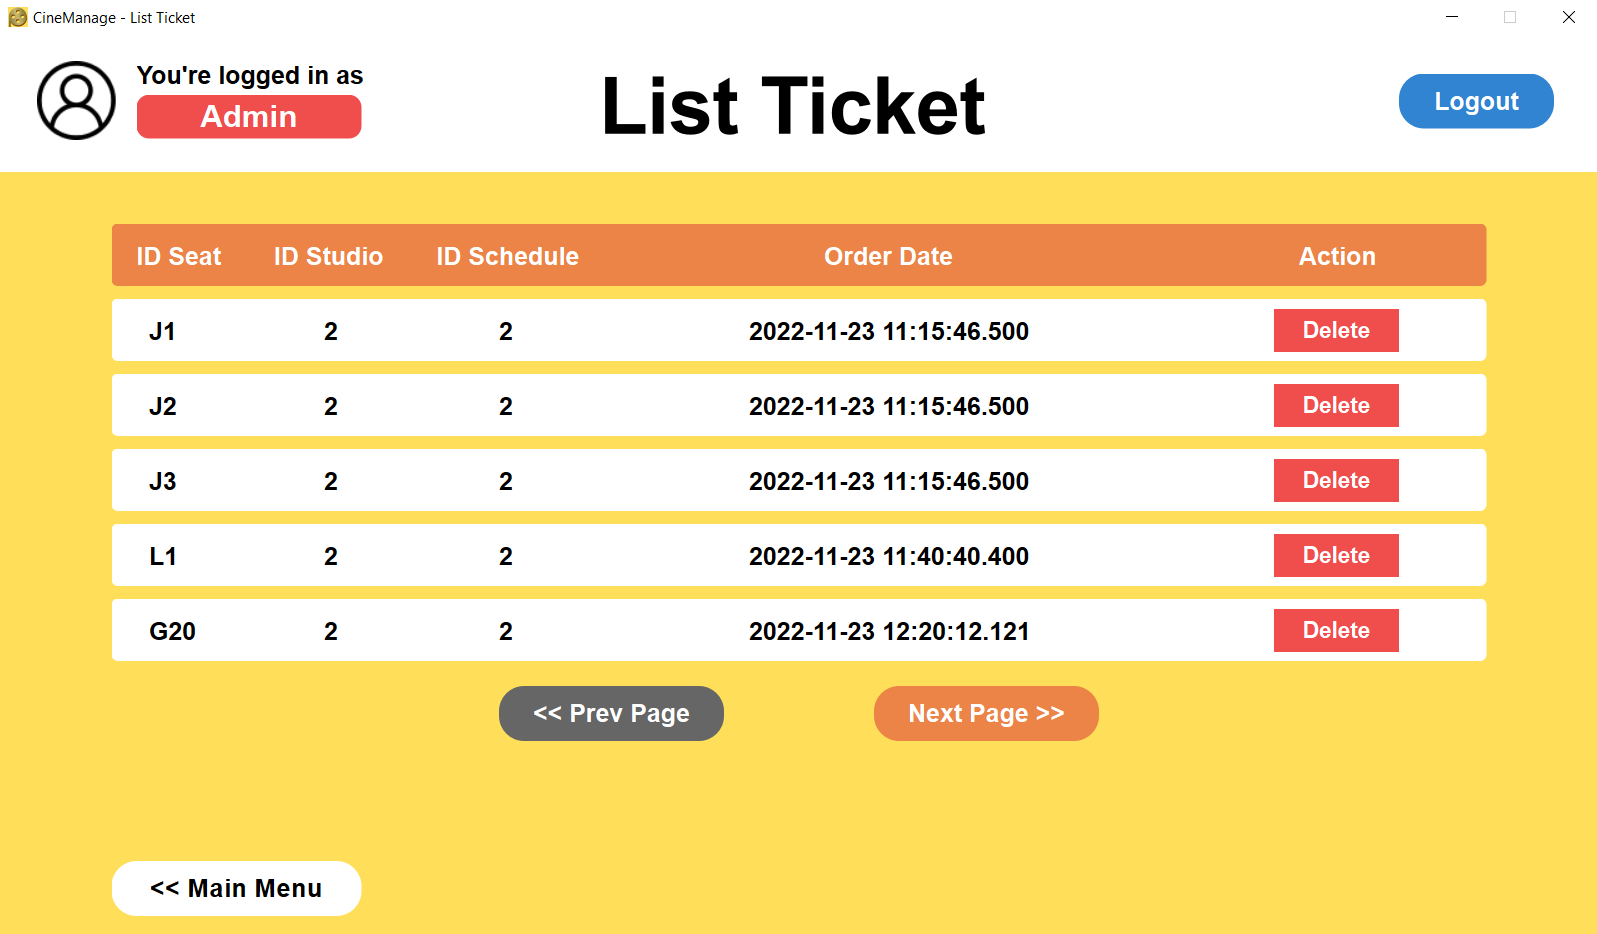 CineManage - List Ticket
You're logged in as
Admin
List Ticket
Logout
ID Seat ID Studio ID Schedule Order Date Action
J1 2 2 2022-11-23 11:15:46.500 Delete
J2 2 2 2022-11-23 11:15:46.500 Delete
J3 2 2 2022-11-23 11:15:46.500 Delete
L1 2 2 2022-11-23 11:40:40.400 Delete
G20 2 2 2022-11-23 12:20:12.121 Delete
<< Prev Page Next Page >>
<< Main Menu